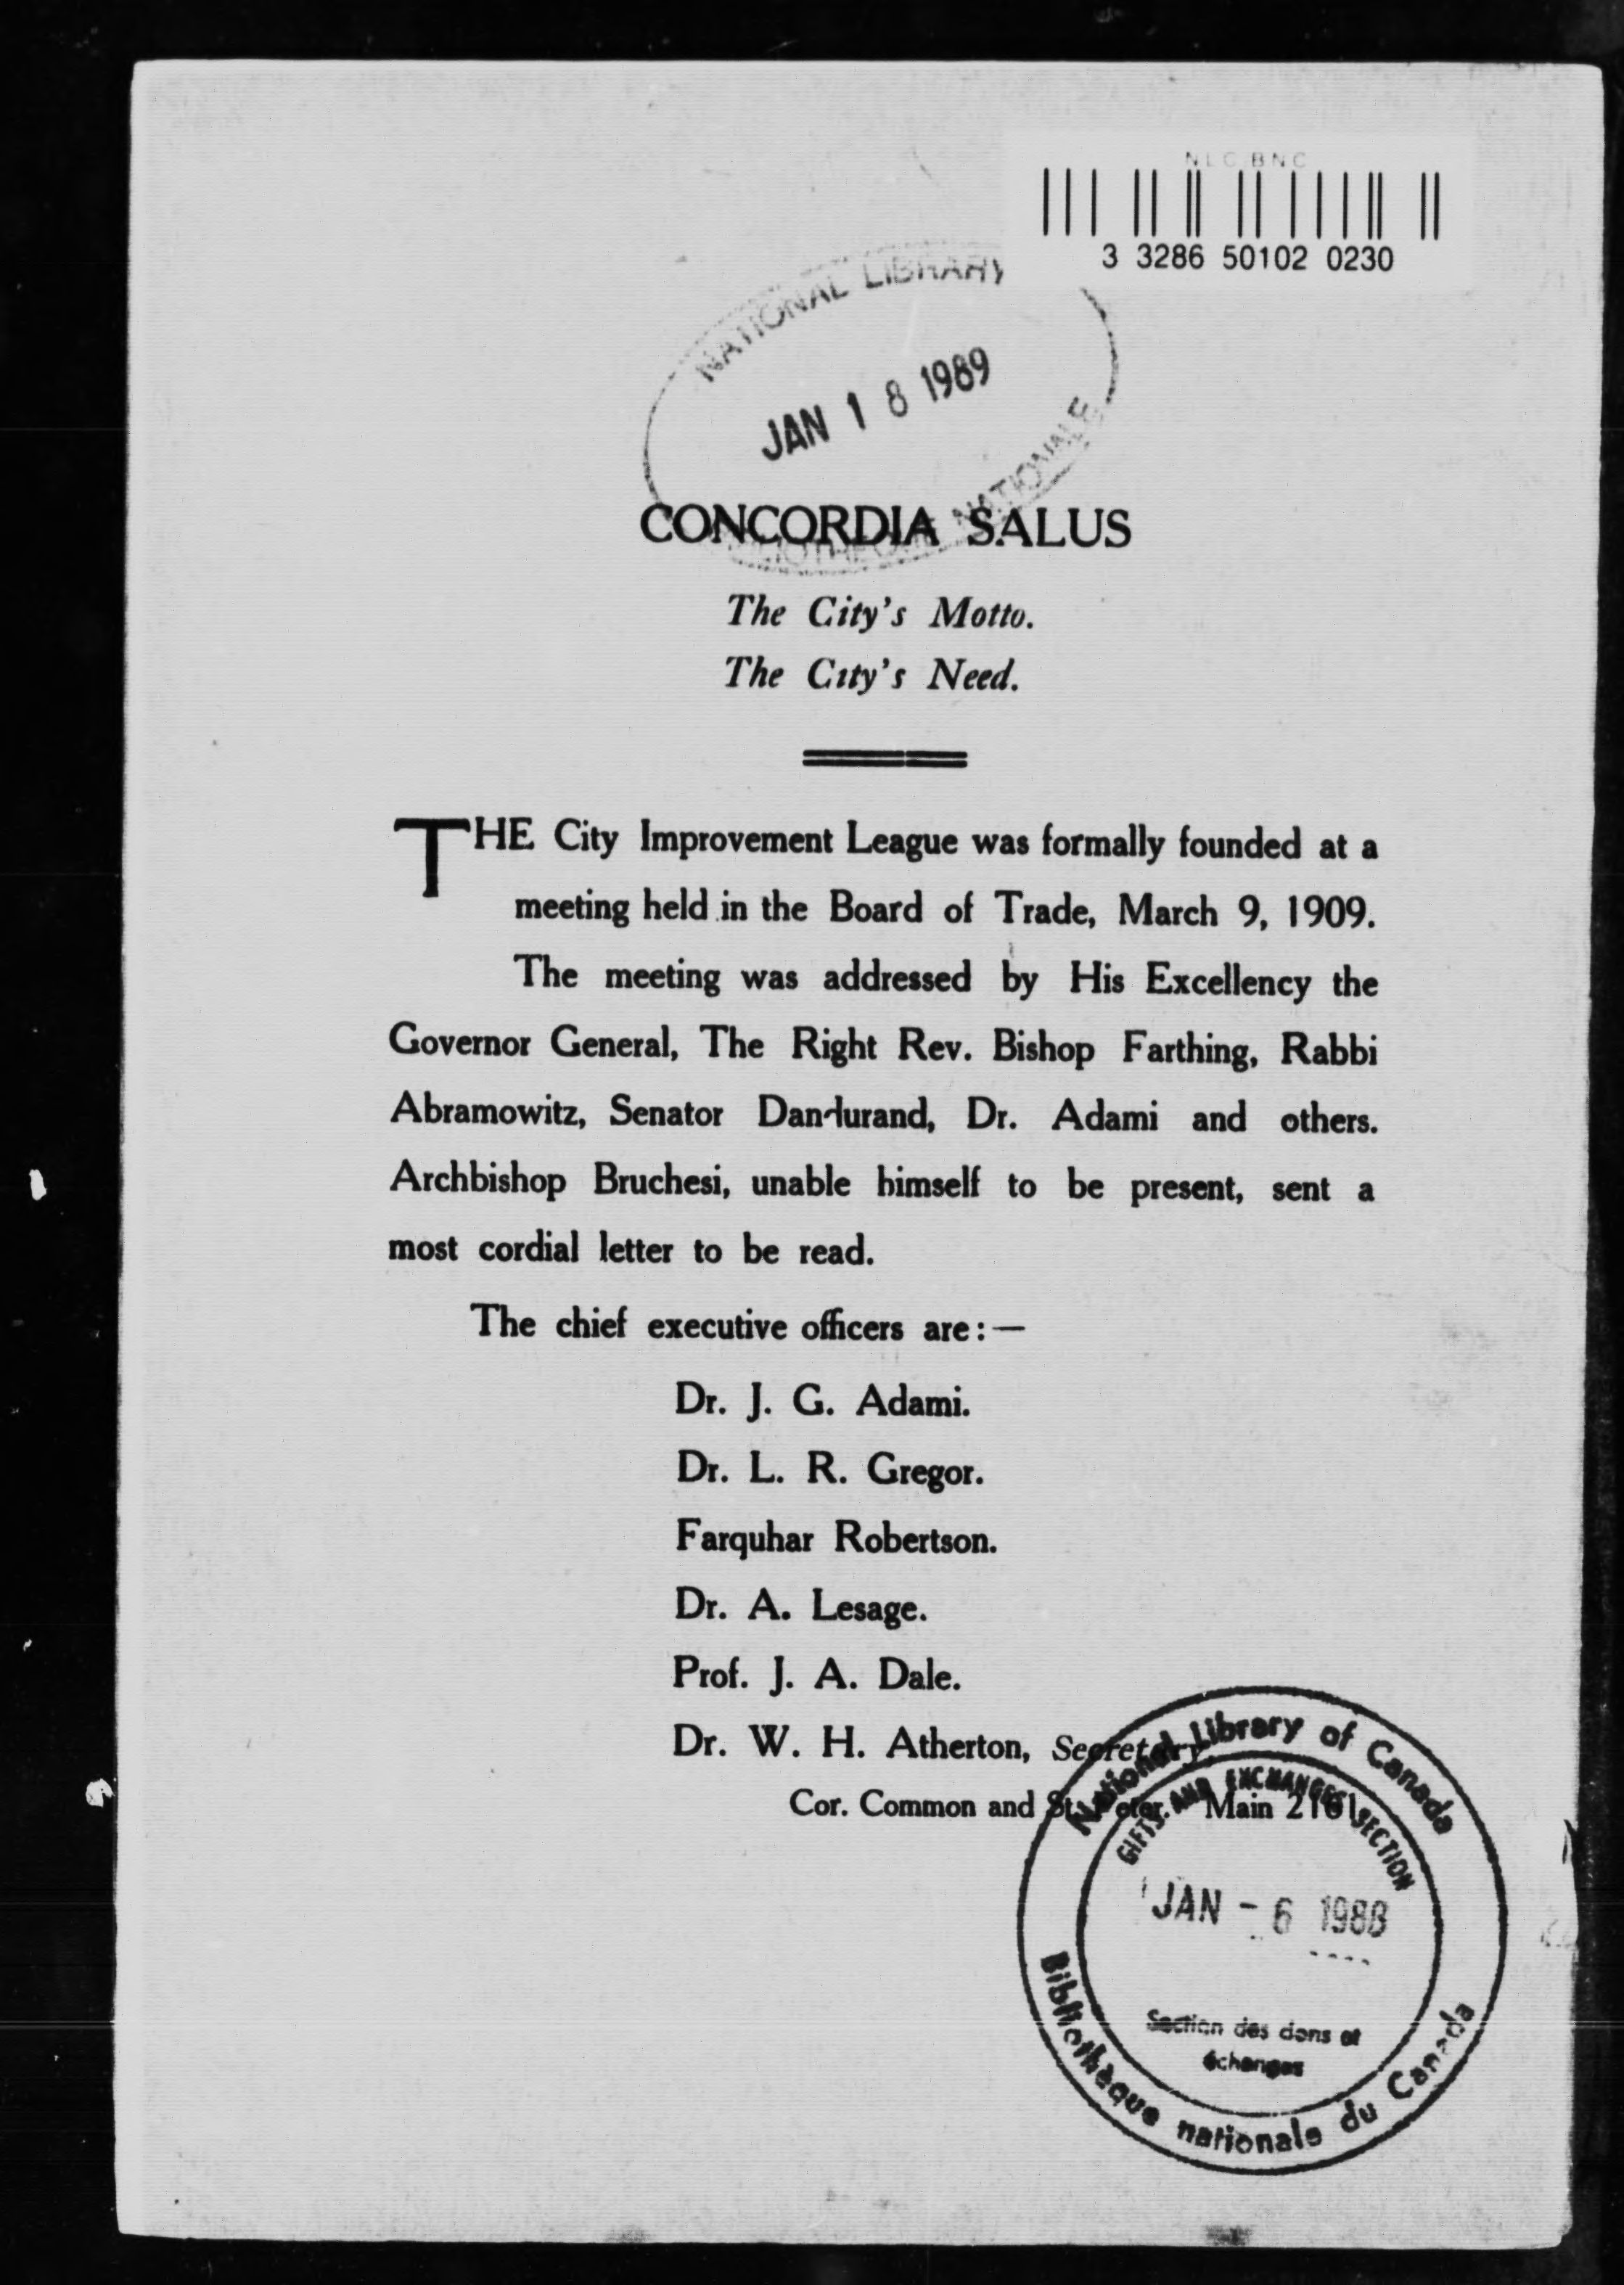 NLC BNC
3 3286 50102 0230
NATIONAL LIBRARY
JAN 18 1989
BIBLIOTHÈQUE NATIONALE
CONCORDIA SALUS
The City's Motto.
The City's Need.
THE City Improvement League was formally founded at a
meeting held in the Board of Trade, March 9, 1909.
The meeting was addressed by His Excellency the
Governor General, The Right Rev. Bishop Farthing, Rabbi
Abramowitz, Senator Dandurand, Dr. Adami and others.
Archbishop Bruchesi, unable himself to be present, sent a
most cordial letter to be read.
The chief executive officers are:—
Dr. J. G. Adami.
Dr. L. R. Gregor.
Farquhar Robertson.
Dr. A. Lesage.
Prof. J. A. Dale.
Dr. W. H. Atherton, Secretary.
Cor. Common and St. Peter. Main 2161
National Library of Canada
GIFTS AND EXCHANGES SECTION
JAN - 6
Section des dons et
échanges
Bibliothèque nationale du Canada